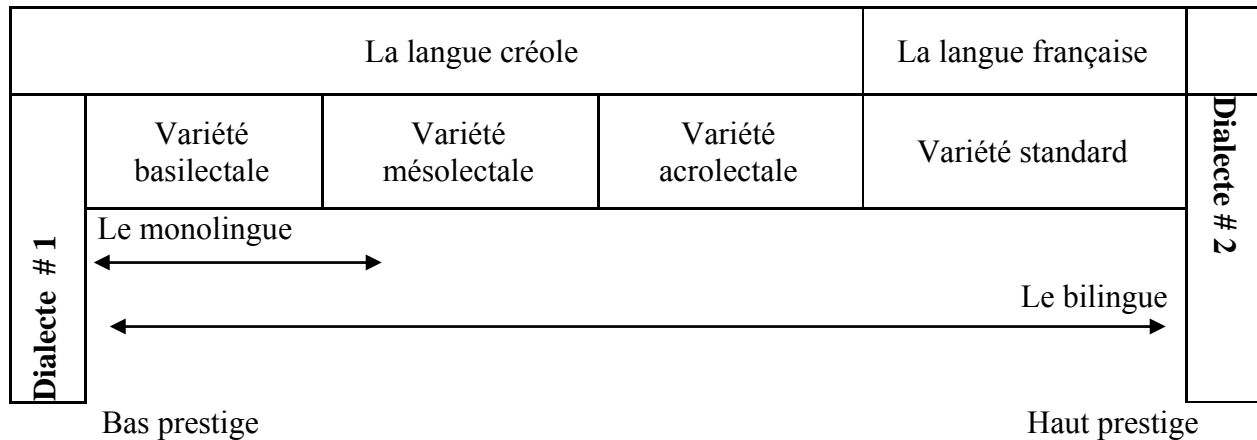 La langue créole
La langue française
Dialecte # 1
Variété
basilectale
Variété
mésolectale
Variété
acrolectale
Variété standard
Dialecte # 2
Le monolingue
Le bilingue
Bas prestige
Haut prestige